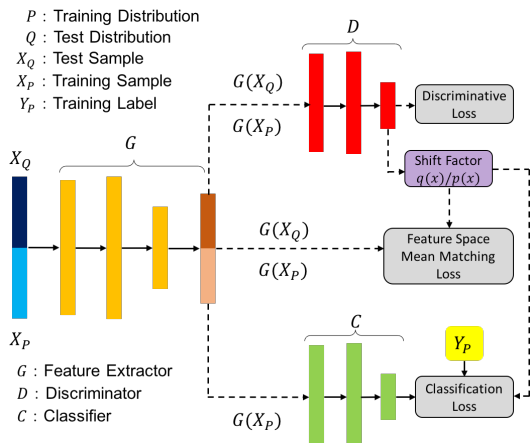 P : Training Distribution
Q : Test Distribution
X_Q : Test Sample
X_P : Training Sample
Y_P : Training Label
D
G(X_Q)
G(X_P)
Discriminative
Loss
G
X_Q
Shift Factor
q(x)/p(x)
G(X_Q)
G(X_P)
Feature Space
Mean Matching
Loss
X_P
C
Y_P
G : Feature Extractor
D : Discriminator
C : Classifier
G(X_P)
Classification
Loss